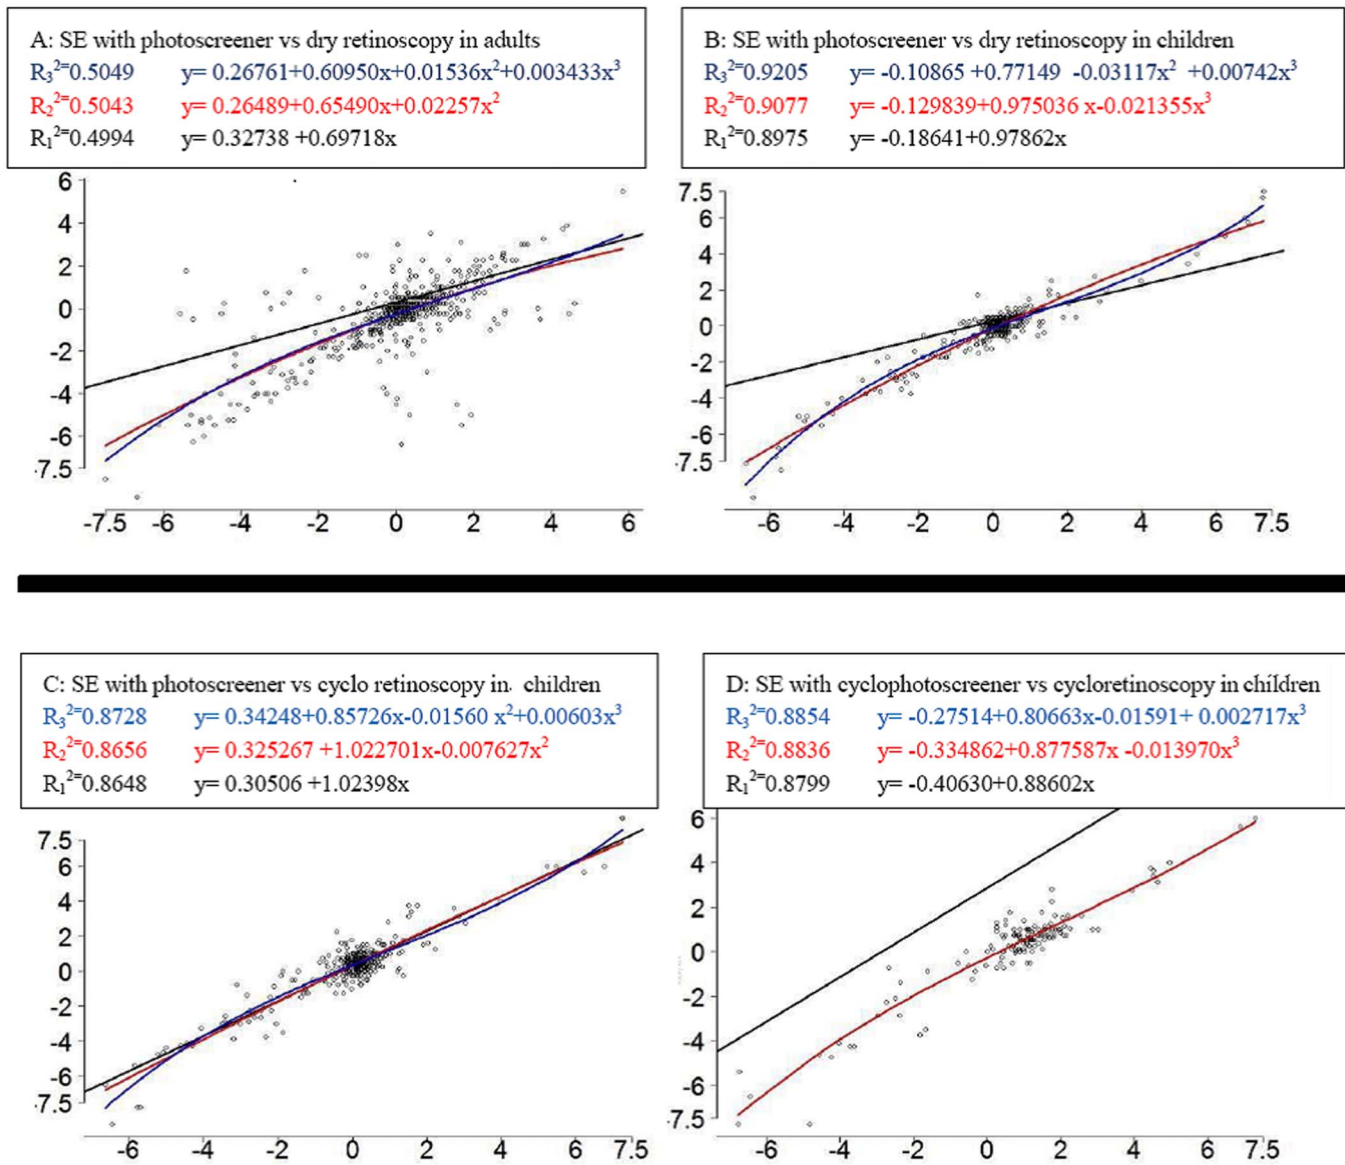 A: SE with photoscreener vs dry retinoscopy in adults
R₃²⁼0.5049 y= 0.26761+0.60950x+0.01536x²+0.003433x³
R₂²⁼0.5043 y= 0.26489+0.65490x+0.02257x²
R₁²⁼0.4994 y= 0.32738 +0.69718x
6
4
2
0
-2
-4
-6
-7.5
-7.5 -6 -4 -2 0 2 4 6
B: SE with photoscreener vs dry retinoscopy in children
R₃²⁼0.9205 y= -0.10865 +0.77149 -0.03117x² +0.00742x³
R₂²⁼0.9077 y= -0.129839+0.975036 x-0.021355x³
R₁²⁼0.8975 y= -0.18641+0.97862x
7.5
6
4
2
0
-2
-4
-6
-7.5
-6 -4 -2 0 2 4 6 7.5
C: SE with photoscreener vs cyclo retinoscopy in. children
R₃²⁼0.8728 y= 0.34248+0.85726x-0.01560 x²+0.00603x³
R₂²⁼0.8656 y= 0.325267 +1.022701x-0.007627x²
R₁²⁼0.8648 y= 0.30506 +1.02398x
7.5
6
4
2
0
-2
-4
-6
-7.5
-6 -4 -2 0 2 4 6 7.5
D: SE with cyclophotoscreener vs cycloretinoscopy in children
R₃²⁼0.8854 y= -0.27514+0.80663x-0.01591+ 0.002717x³
R₂²⁼0.8836 y= -0.334862+0.877587x -0.013970x³
R₁²⁼0.8799 y= -0.40630+0.88602x
6
4
2
0
-2
-4
-6
-7.5
-6 -4 -2 0 2 4 6 7.5